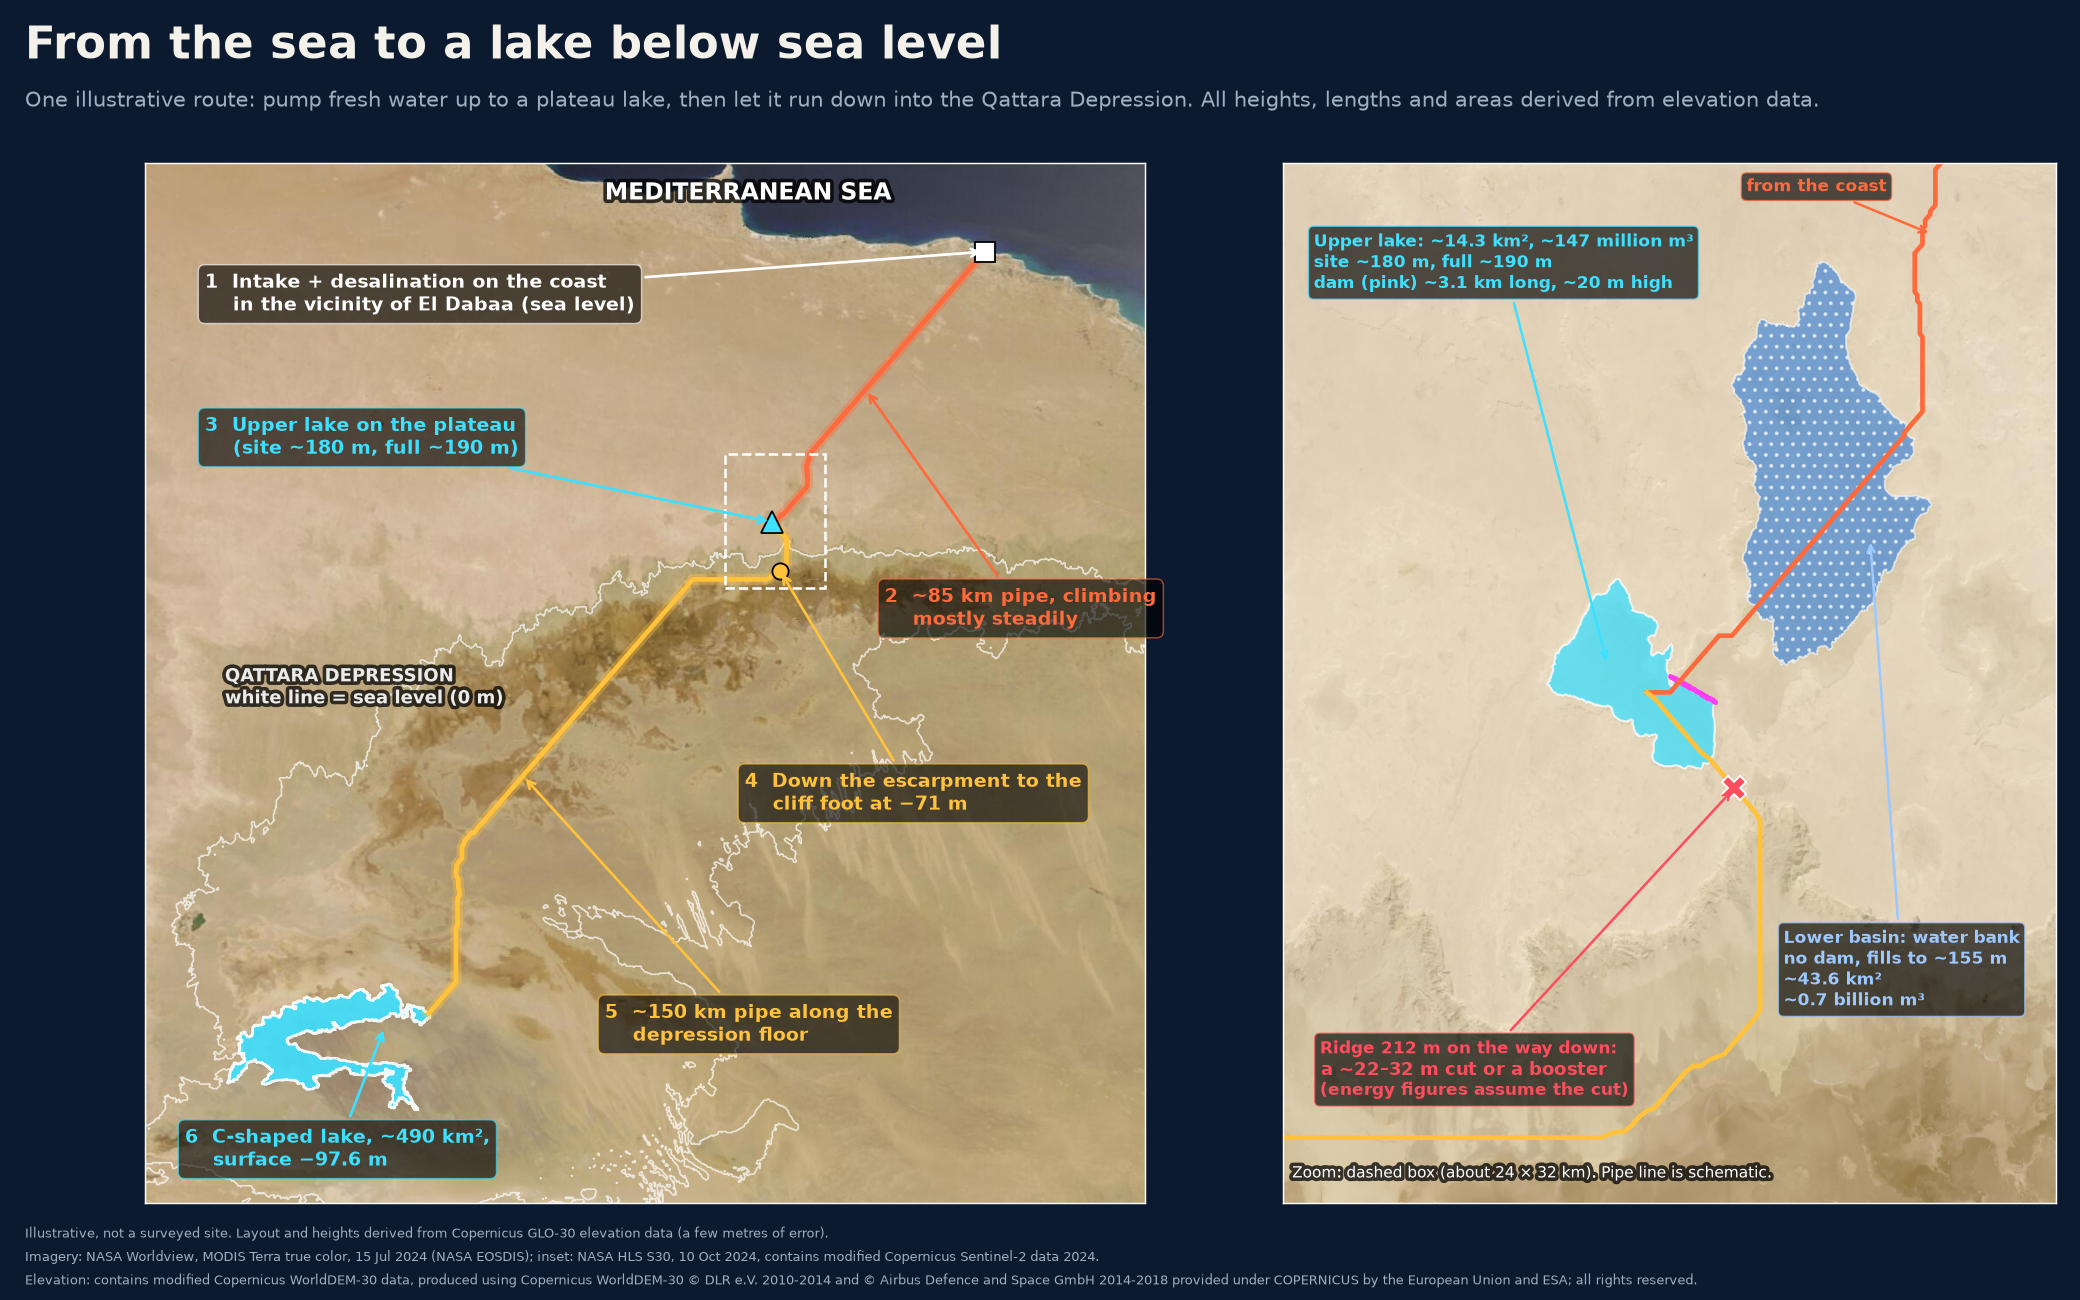 From the sea to a lake below sea level
One illustrative route: pump fresh water up to a plateau lake, then let it run down into the Qattara Depression. All heights, lengths and areas derived from elevation data.
MEDITERRANEAN SEA
1 Intake + desalination on the coast
in the vicinity of El Dabaa (sea level)
3 Upper lake on the plateau
(site ~180 m, full ~190 m)
2 ~85 km pipe, climbing
mostly steadily
QATTARA DEPRESSION
white line = sea level (0 m)
4 Down the escarpment to the
cliff foot at −71 m
5 ~150 km pipe along the
depression floor
6 C-shaped lake, ~490 km²,
surface −97.6 m
from the coast
Upper lake: ~14.3 km², ~147 million m³
site ~180 m, full ~190 m
dam (pink) ~3.1 km long, ~20 m high
Lower basin: water bank
no dam, fills to ~155 m
~43.6 km²
~0.7 billion m³
Ridge 212 m on the way down:
a ~22–32 m cut or a booster
(energy figures assume the cut)
Zoom: dashed box (about 24 × 32 km). Pipe line is schematic.
Illustrative, not a surveyed site. Layout and heights derived from Copernicus GLO-30 elevation data (a few metres of error).
Imagery: NASA Worldview, MODIS Terra true color, 15 Jul 2024 (NASA EOSDIS); inset: NASA HLS S30, 10 Oct 2024, contains modified Copernicus Sentinel-2 data 2024.
Elevation: contains modified Copernicus WorldDEM-30 data, produced using Copernicus WorldDEM-30 © DLR e.V. 2010-2014 and © Airbus Defence and Space GmbH 2014-2018 provided under COPERNICUS by the European Union and ESA; all rights reserved.